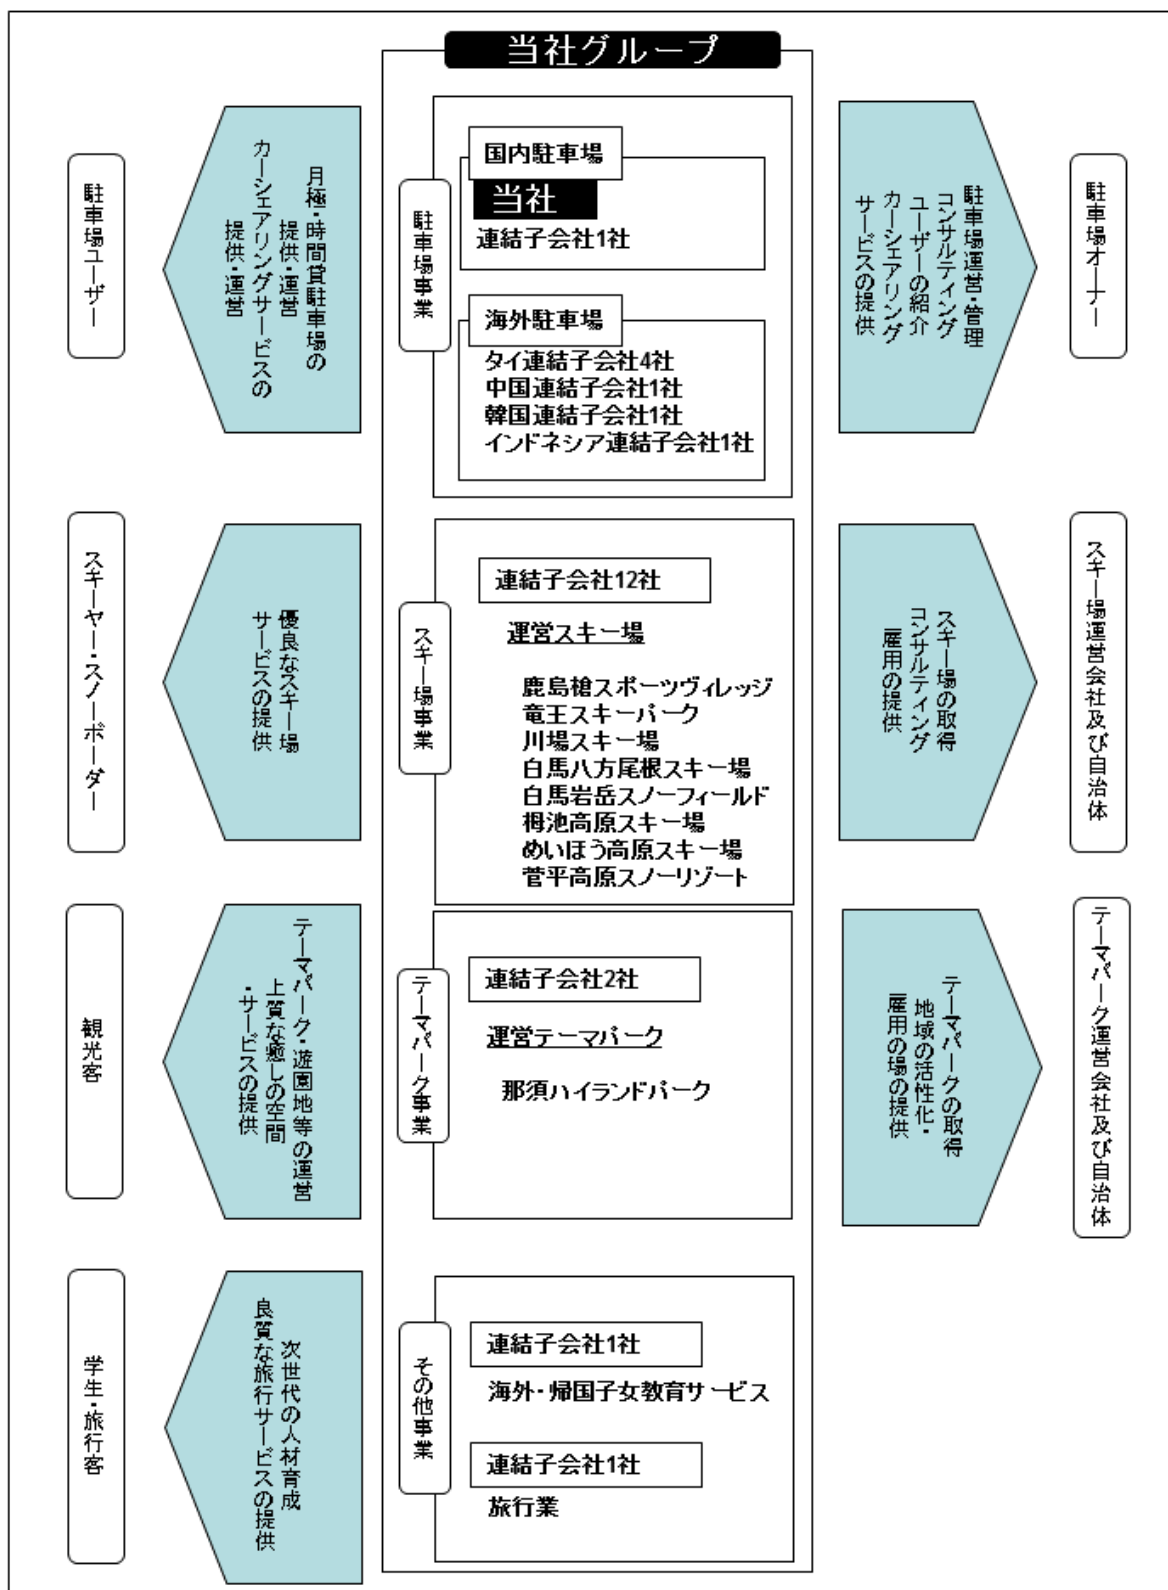 当社グループ
駐車場ユーザー
月極・時間貸駐車場の
提供・運営
カーシェアリングサービスの
提供・運営
駐車場事業
国内駐車場
当社
連結子会社1社
海外駐車場
タイ連結子会社4社
中国連結子会社1社
韓国連結子会社1社
インドネシア連結子会社1社
駐車場運営・管理
コンサルティング
ユーザーの紹介
カーシェアリング
サービスの提供
駐車場オーナー
スキーヤー・スノーボーダー
優良なスキー場
サービスの提供
スキー場事業
連結子会社12社
運営スキー場
鹿島槍スポーツヴィレッジ
竜王スキーパーク
川場スキー場
白馬八方尾根スキー場
白馬岩岳スノーフィールド
栂池高原スキー場
めいほう高原スキー場
菅平高原スノーリゾート
スキー場の取得
コンサルティング
雇用の提供
スキー場運営会社及び自治体
観光客
テーマパーク・遊園地等の運営
上質な癒しの空間
・サービスの提供
テーマパーク事業
連結子会社2社
運営テーマパーク
那須ハイランドパーク
テーマパークの取得
地域の活性化・
雇用の場の提供
テーマパーク運営会社及び自治体
学生・旅行客
次世代の人材育成
良質な旅行サービスの提供
その他事業
連結子会社1社
海外・帰国子女教育サービス
連結子会社1社
旅行業